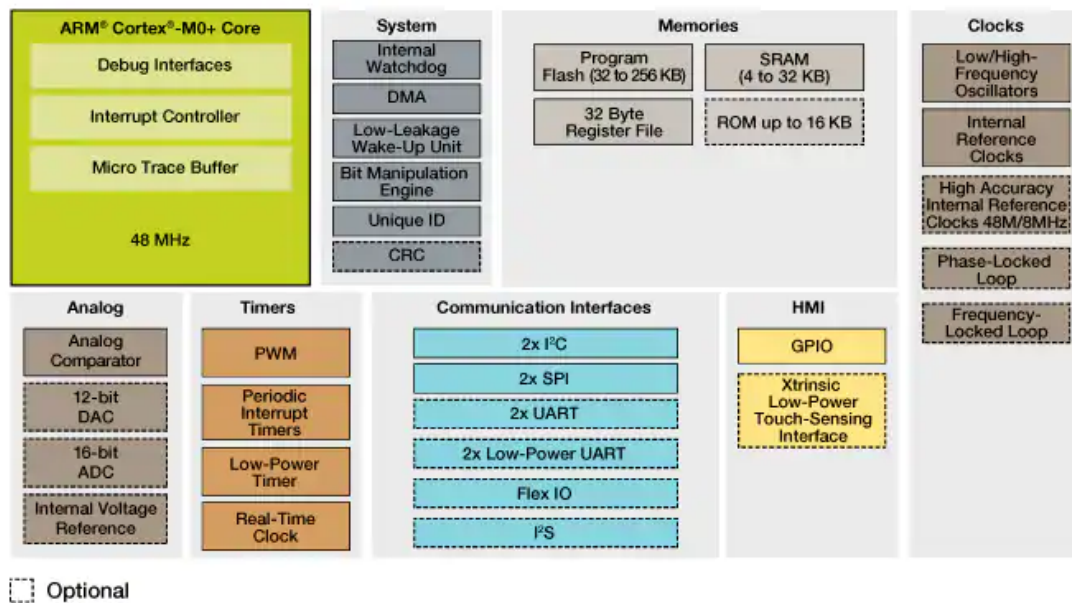 ARM® Cortex®-M0+ Core
Debug Interfaces
Interrupt Controller
Micro Trace Buffer
48 MHz
System
Internal
Watchdog
DMA
Low-Leakage
Wake-Up Unit
Bit Manipulation
Engine
Unique ID
CRC
Memories
Program
Flash (32 to 256 KB)
SRAM
(4 to 32 KB)
32 Byte
Register File
ROM up to 16 KB
Clocks
Low/High-
Frequency
Oscillators
Internal
Reference
Clocks
High Accuracy
Internal Reference
Clocks 48M/8MHz
Phase-Locked
Loop
Frequency-
Locked Loop
Analog
Analog
Comparator
12-bit
DAC
16-bit
ADC
Internal Voltage
Reference
Timers
PWM
Periodic
Interrupt
Timers
Low-Power
Timer
Real-Time
Clock
Communication Interfaces
2x I²C
2x SPI
2x UART
2x Low-Power UART
Flex IO
I²S
HMI
GPIO
Xtrinsic
Low-Power
Touch-Sensing
Interface
Optional